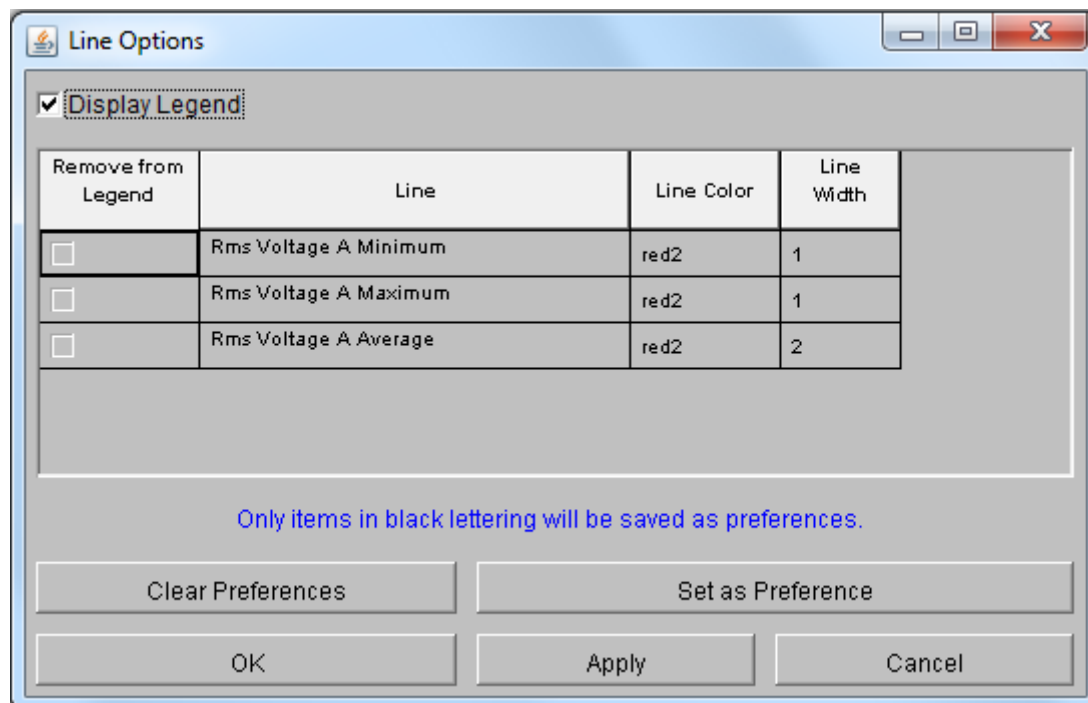 Line Options
Display Legend
Remove from Legend Line Line Color Line Width
Rms Voltage A Minimum red2 1
Rms Voltage A Maximum red2 1
Rms Voltage A Average red2 2
Only items in black lettering will be saved as preferences.
Clear Preferences Set as Preference
OK Apply Cancel